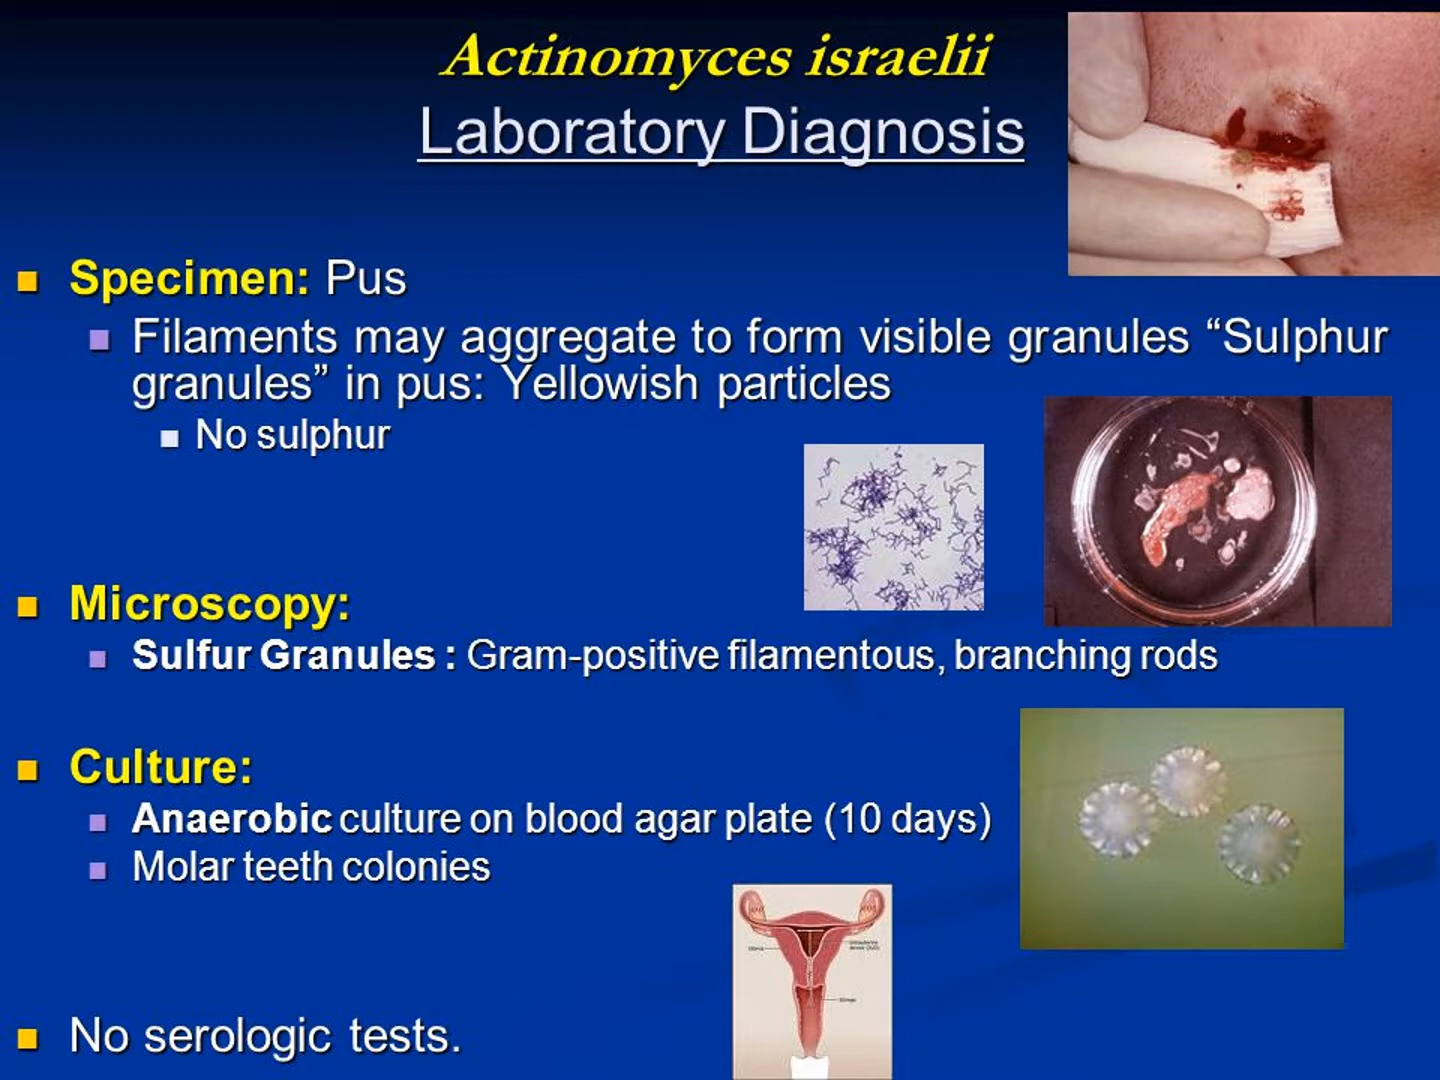 Actinomyces israelii
Laboratory Diagnosis
Specimen: Pus
Filaments may aggregate to form visible granules “Sulphur
granules” in pus: Yellowish particles
No sulphur
Microscopy:
Sulfur Granules : Gram-positive filamentous, branching rods
Culture:
Anaerobic culture on blood agar plate (10 days)
Molar teeth colonies
No serologic tests.